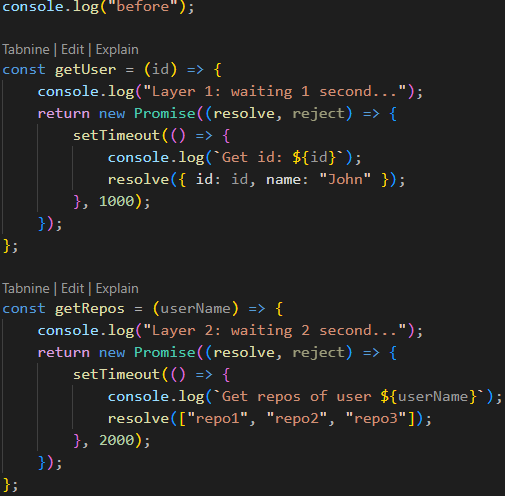 console.log("before");
Tabnine | Edit | Explain
const getUser = (id) => {
    console.log("Layer 1: waiting 1 second...");
    return new Promise((resolve, reject) => {
        setTimeout(() => {
            console.log(`Get id: ${id}`);
            resolve({ id: id, name: "John" });
        }, 1000);
    });
};
Tabnine | Edit | Explain
const getRepos = (userName) => {
    console.log("Layer 2: waiting 2 second...");
    return new Promise((resolve, reject) => {
        setTimeout(() => {
            console.log(`Get repos of user ${userName}`);
            resolve(["repo1", "repo2", "repo3"]);
        }, 2000);
    });
};